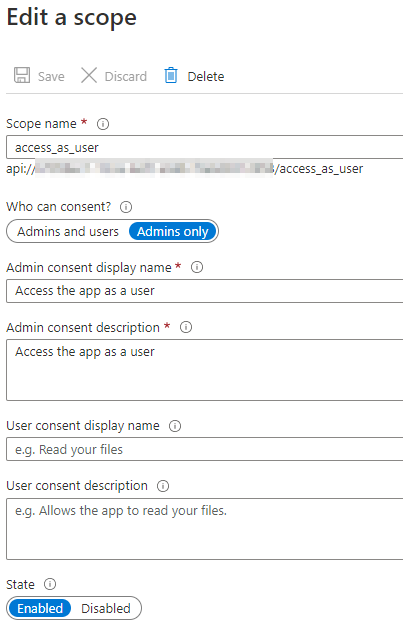 Edit a scope
Save Discard Delete
Scope name *
access_as_user
api:// /access_as_user
Who can consent?
Admins and users Admins only
Admin consent display name *
Access the app as a user
Admin consent description *
Access the app as a user
User consent display name
e.g. Read your files
User consent description
e.g. Allows the app to read your files.
State
Enabled Disabled